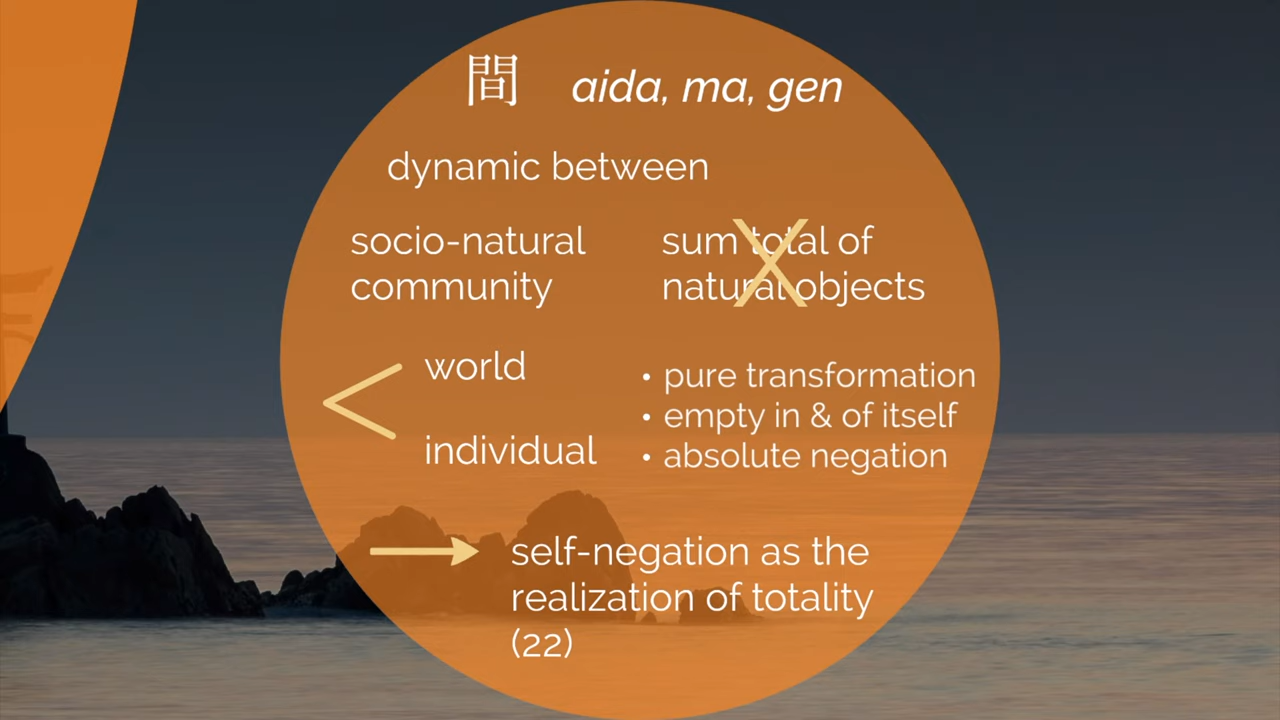 間 aida, ma, gen
dynamic between
socio-natural
community
sum total of
natural objects
world
individual
• pure transformation
• empty in & of itself
• absolute negation
self-negation as the
realization of totality
(22)